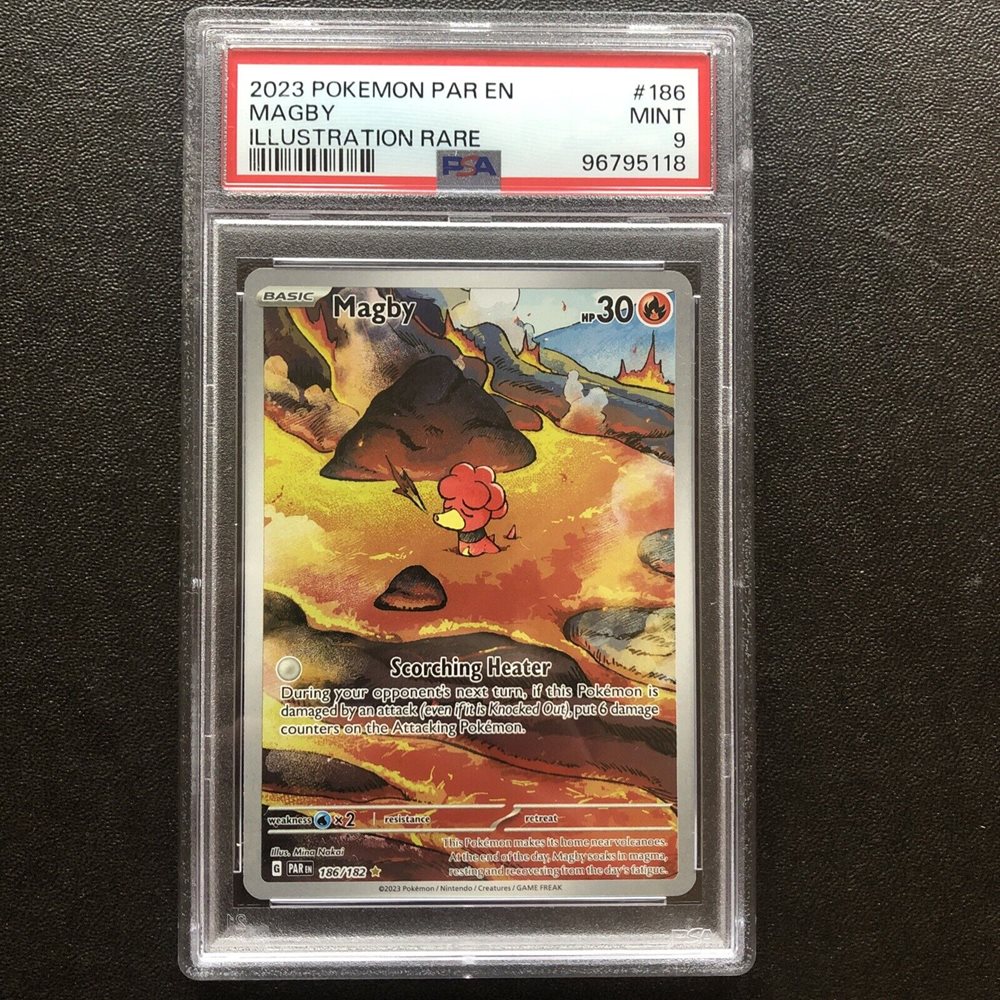 2023 POKEMON PAR EN #186
MAGBY MINT
ILLUSTRATION RARE 9
PSA 96795118
BASIC Magby HP 30
Scorching Heater
During your opponent's next turn, if this Pokémon is
damaged by an attack (even if it is Knocked Out), put 6 damage
counters on the Attacking Pokémon.
weakness ×2 resistance retreat
Illus. Mina Nakai
This Pokémon makes its home near volcanoes.
At the end of the day, Magby soaks in magma,
resting and recovering from the day's fatigue.
G PAR EN 186/182
©2023 Pokémon / Nintendo / Creatures / GAME FREAK